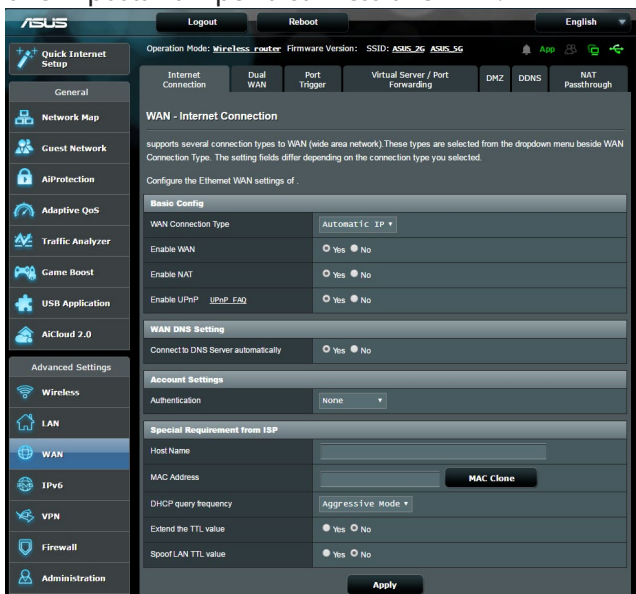 ASUS
Logout
Reboot
English
Quick Internet Setup
Operation Mode: Wireless router Firmware Version: SSID: ASUS_2G ASUS_5G
App
Internet Connection
Dual WAN
Port Trigger
Virtual Server / Port Forwarding
DMZ
DDNS
NAT Passthrough
General
Network Map
Guest Network
AiProtection
Adaptive QoS
Traffic Analyzer
Game Boost
USB Application
AiCloud 2.0
Advanced Settings
Wireless
LAN
WAN
IPv6
VPN
Firewall
Administration
WAN - Internet Connection
supports several connection types to WAN (wide area network).These types are selected from the dropdown menu beside WAN
Connection Type. The setting fields differ depending on the connection type you selected.
Configure the Ethernet WAN settings of .
Basic Config
WAN Connection Type Automatic IP
Enable WAN Yes No
Enable NAT Yes No
Enable UPnP UPnP FAQ Yes No
WAN DNS Setting
Connect to DNS Server automatically Yes No
Account Settings
Authentication None
Special Requirement from ISP
Host Name
MAC Address MAC Clone
DHCP query frequency Aggressive Mode
Extend the TTL value Yes No
Spoof LAN TTL value Yes No
Apply